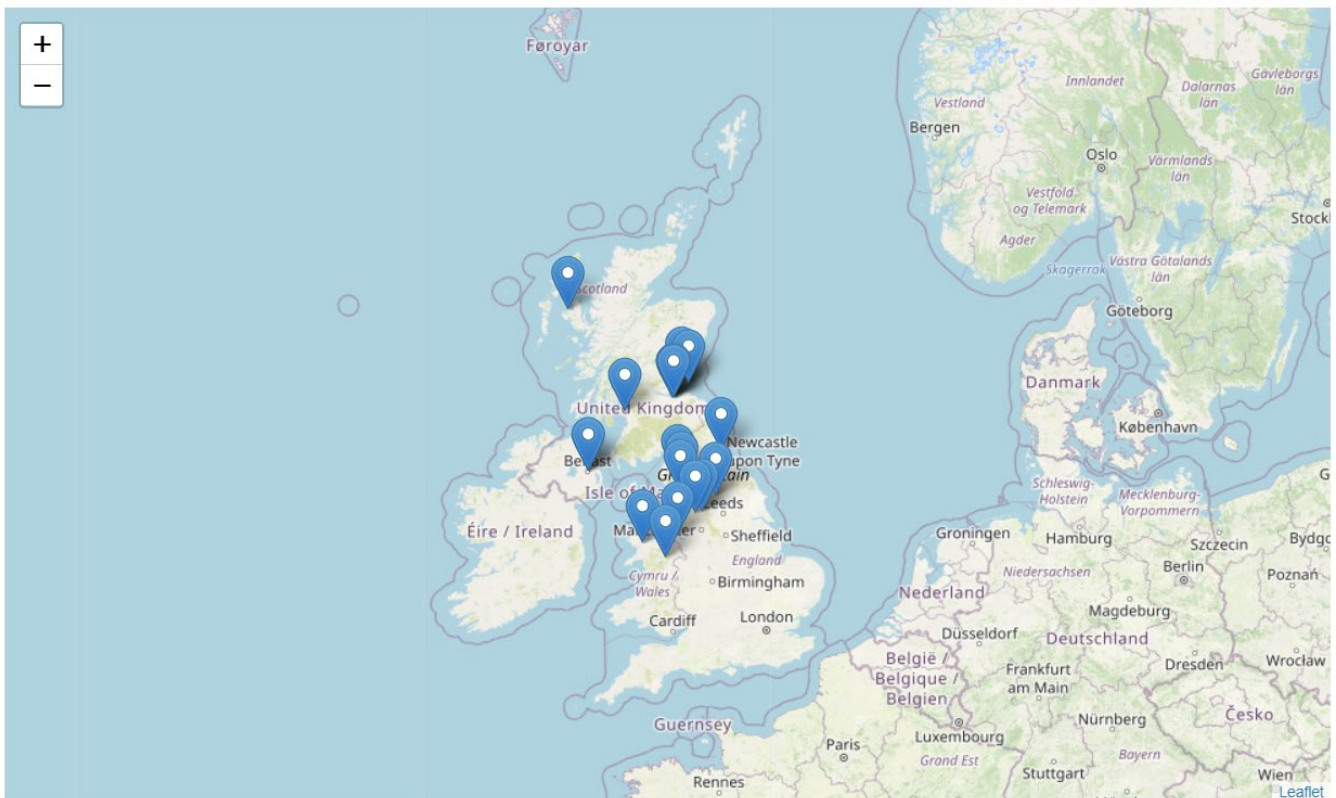 +
−
Føroyar
Bergen
Vestland
Innlandet
Dalarnas
län
Gävleborgs
län
Oslo
Värmlands
län
Vestfold
og Telemark
Agder
Skagerrak
Västra Götalands
län
Göteborg
Scotland
Danmark
København
United Kingdom
Newcastle
upon Tyne
Belfast
Isle of
Leeds
Éire / Ireland
Sheffield
England
Cymru /
Wales
Birmingham
Cardiff
London
Groningen
Nederland
Schleswig-
Holstein
Mecklenburg-
Vorpommern
Hamburg
Szczecin
Niedersachsen
Berlin
Poznań
Magdeburg
Düsseldorf
Deutschland
België /
Belgique /
Belgien
Frankfurt
am Main
Dresden
Wrocław
Guernsey
Luxembourg
Nürnberg
Česko
Paris
Grand Est
Bayern
Stuttgart
Wien
Rennes
Leaflet